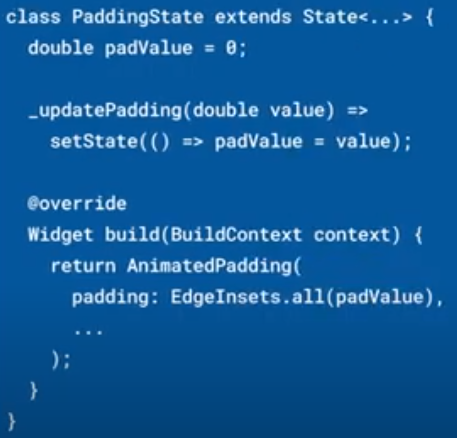 class PaddingState extends State<...> {
double padValue = 0;
_updatePadding(double value) =>
setState(() => padValue = value);
@override
Widget build(BuildContext context) {
return AnimatedPadding(
padding: EdgeInsets.all(padValue),
...
);
}
}